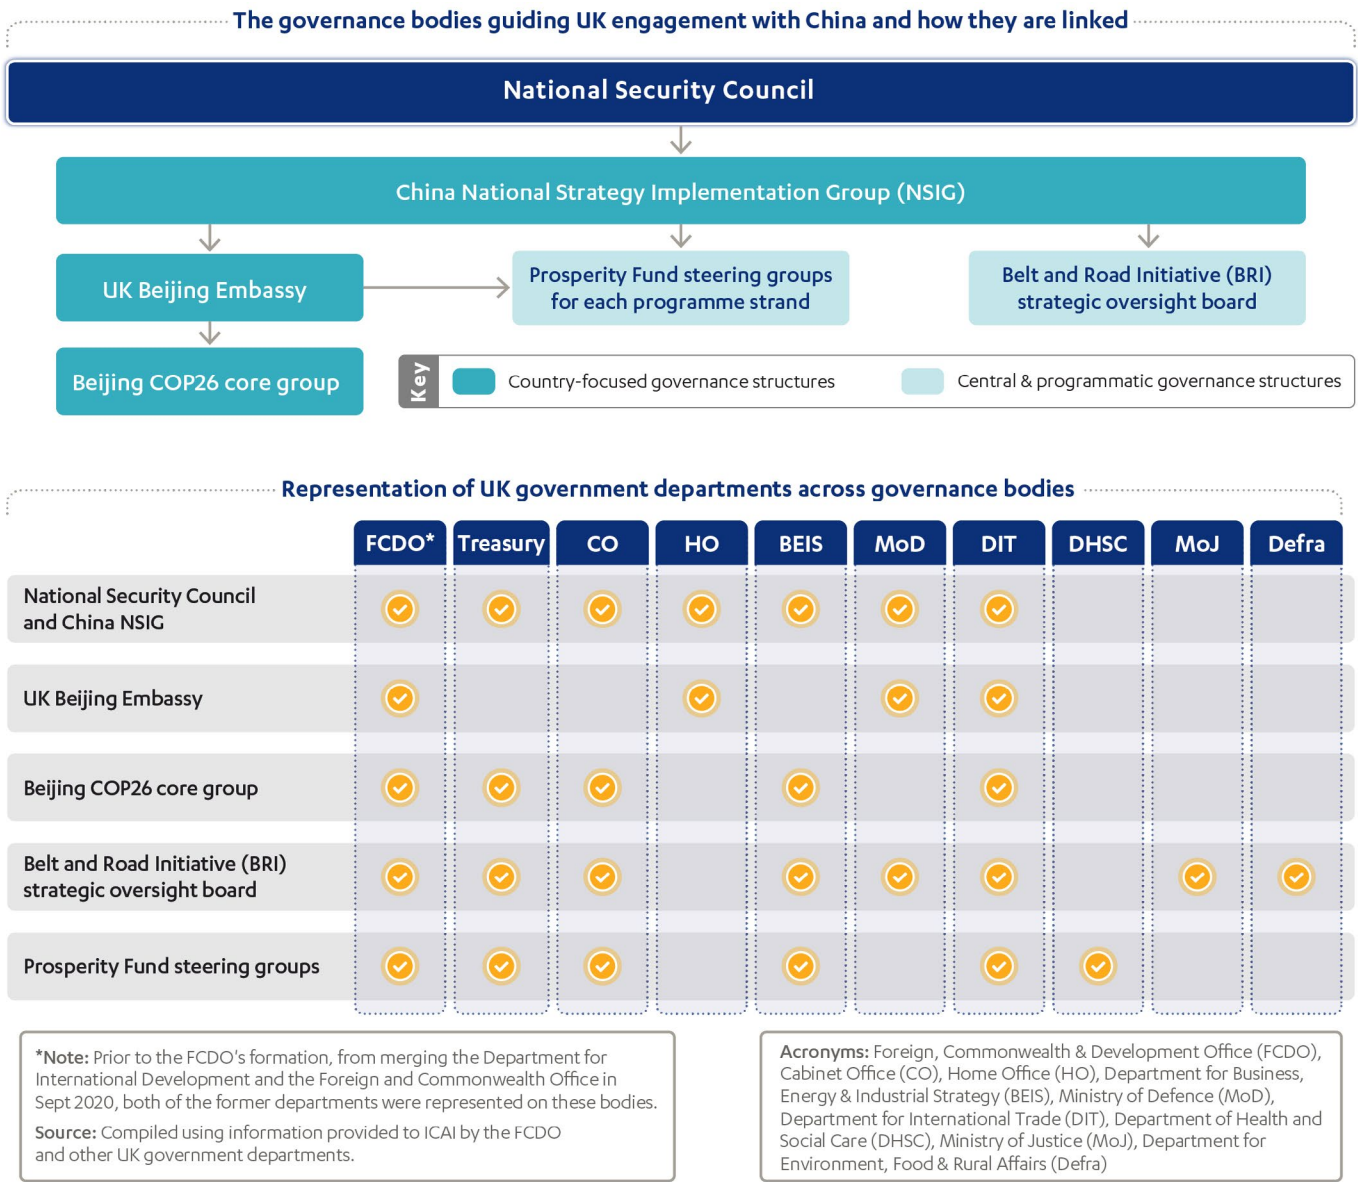 The governance bodies guiding UK engagement with China and how they are linked
National Security Council
China National Strategy Implementation Group (NSIG)
UK Beijing Embassy
Prosperity Fund steering groups
for each programme strand
Belt and Road Initiative (BRI)
strategic oversight board
Beijing COP26 core group
Key
Country-focused governance structures
Central & programmatic governance structures
Representation of UK government departments across governance bodies
FCDO* Treasury CO HO BEIS MoD DIT DHSC MoJ Defra
National Security Council
and China NSIG
UK Beijing Embassy
Beijing COP26 core group
Belt and Road Initiative (BRI)
strategic oversight board
Prosperity Fund steering groups
*Note: Prior to the FCDO's formation, from merging the Department for
International Development and the Foreign and Commonwealth Office in
Sept 2020, both of the former departments were represented on these bodies.
Source: Compiled using information provided to ICAI by the FCDO
and other UK government departments.
Acronyms: Foreign, Commonwealth & Development Office (FCDO),
Cabinet Office (CO), Home Office (HO), Department for Business,
Energy & Industrial Strategy (BEIS), Ministry of Defence (MoD),
Department for International Trade (DIT), Department of Health and
Social Care (DHSC), Ministry of Justice (MoJ), Department for
Environment, Food & Rural Affairs (Defra)